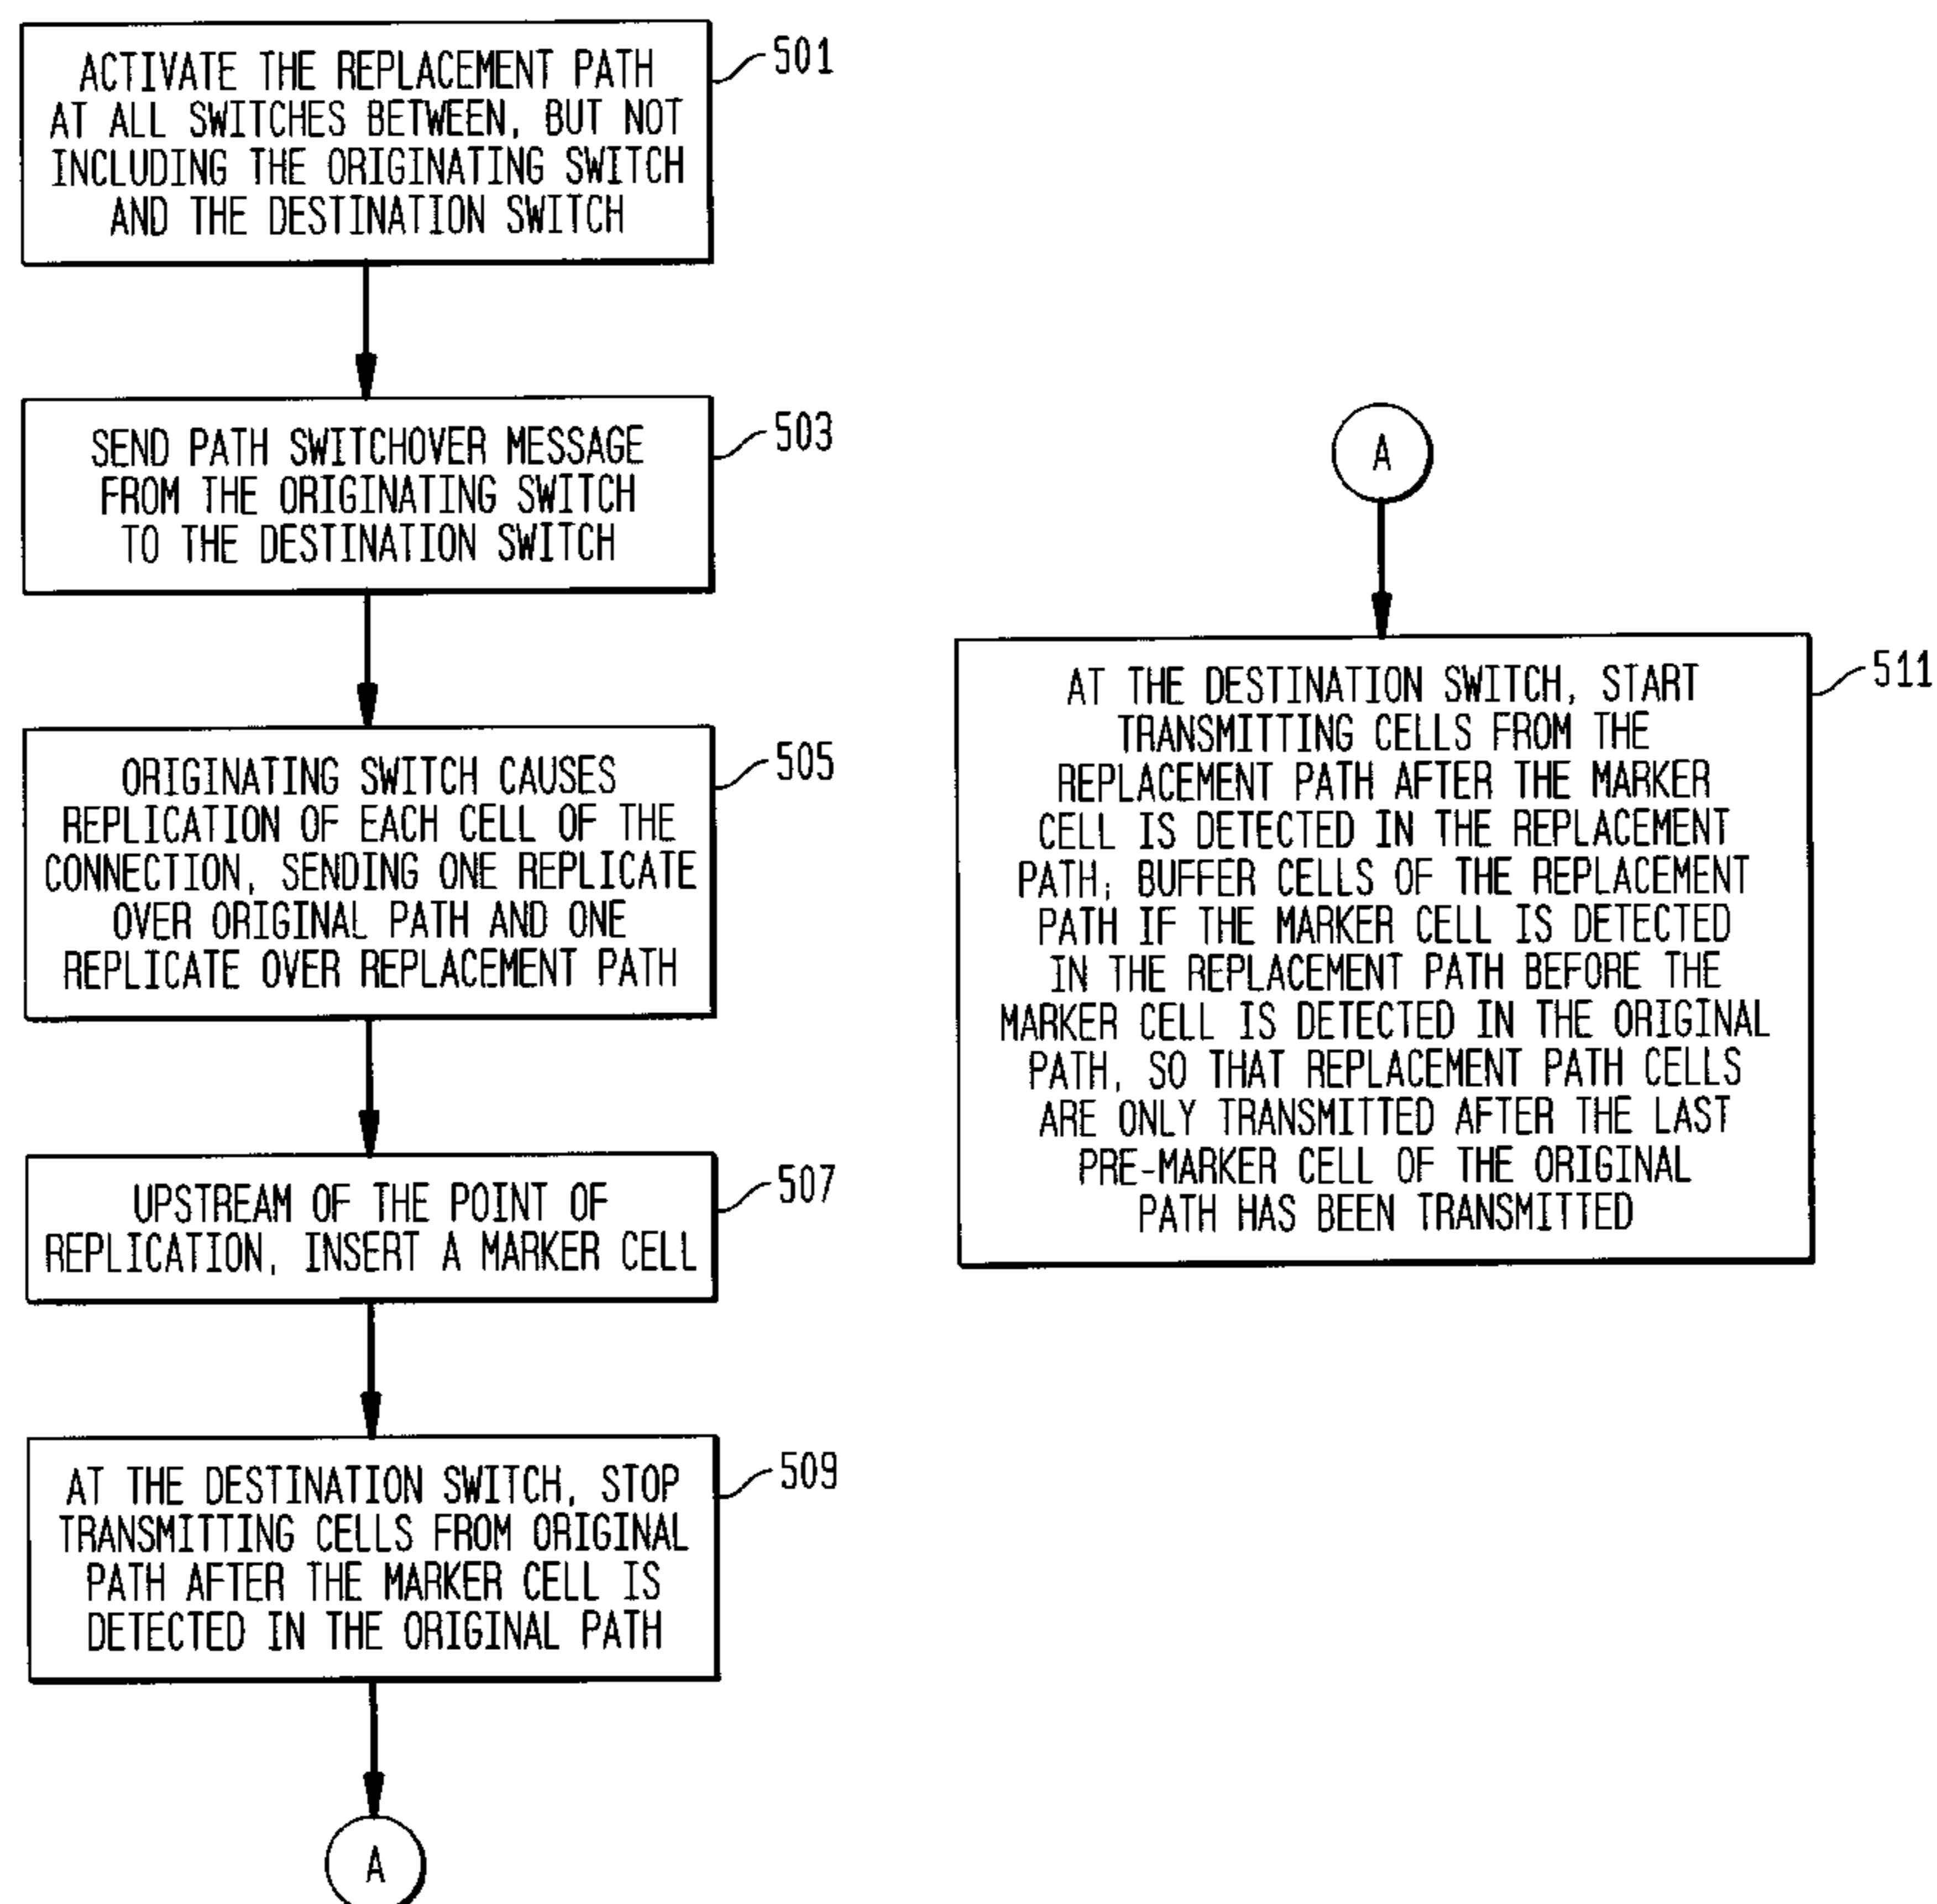 ACTIVATE THE REPLACEMENT PATH
AT ALL SWITCHES BETWEEN, BUT NOT
INCLUDING THE ORIGINATING SWITCH
AND THE DESTINATION SWITCH
501
SEND PATH SWITCHOVER MESSAGE
FROM THE ORIGINATING SWITCH
TO THE DESTINATION SWITCH
503
ORIGINATING SWITCH CAUSES
REPLICATION OF EACH CELL OF THE
CONNECTION, SENDING ONE REPLICATE
OVER ORIGINAL PATH AND ONE
REPLICATE OVER REPLACEMENT PATH
505
UPSTREAM OF THE POINT OF
REPLICATION, INSERT A MARKER CELL
507
AT THE DESTINATION SWITCH, STOP
TRANSMITTING CELLS FROM ORIGINAL
PATH AFTER THE MARKER CELL IS
DETECTED IN THE ORIGINAL PATH
509
A
A
AT THE DESTINATION SWITCH, START
TRANSMITTING CELLS FROM THE
REPLACEMENT PATH AFTER THE MARKER
CELL IS DETECTED IN THE REPLACEMENT
PATH; BUFFER CELLS OF THE REPLACEMENT
PATH IF THE MARKER CELL IS DETECTED
IN THE REPLACEMENT PATH BEFORE THE
MARKER CELL IS DETECTED IN THE ORIGINAL
PATH, SO THAT REPLACEMENT PATH CELLS
ARE ONLY TRANSMITTED AFTER THE LAST
PRE-MARKER CELL OF THE ORIGINAL
PATH HAS BEEN TRANSMITTED
511